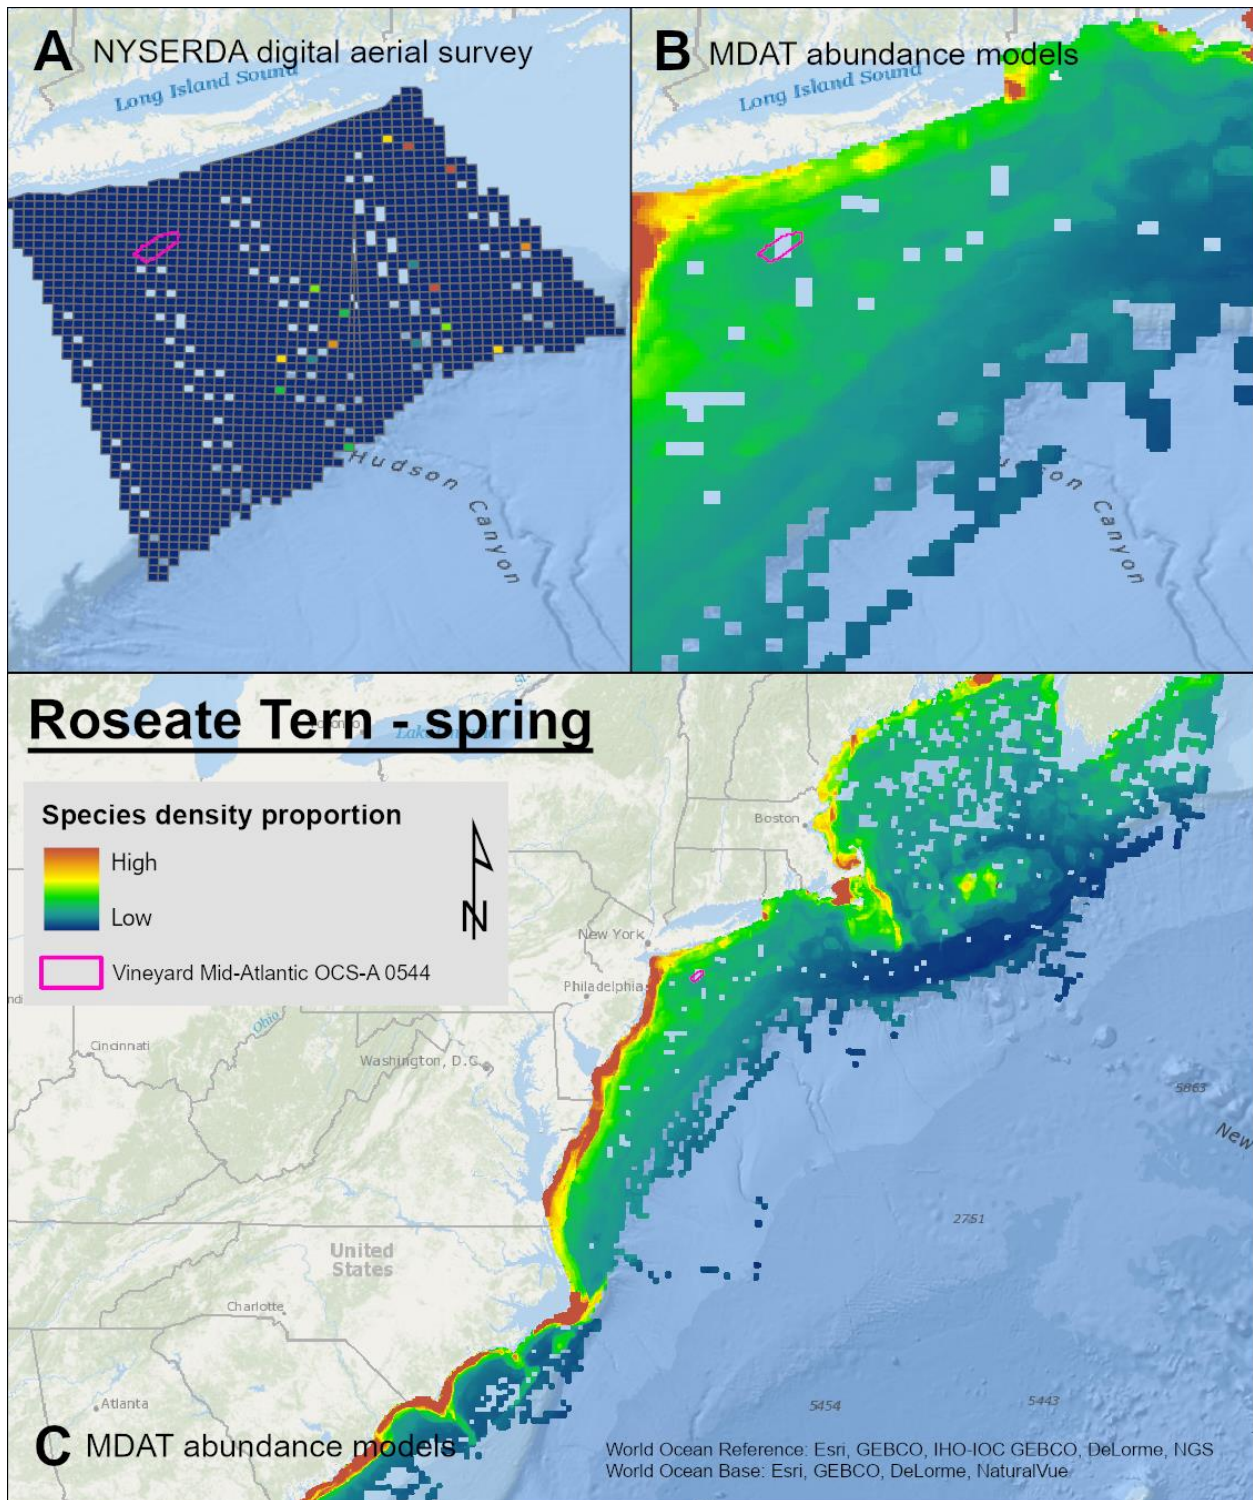 A NYSERDA digital aerial survey
Long Island Sound
Hudson Canyon
B MDAT abundance models
Long Island Sound
Canyon
Roseate Tern - spring
Species density proportion
High
Low
N
Vineyard Mid-Atlantic OCS-A 0544
Boston
New York
Philadelphia
Ohio
Cincinnati
Washington, D.C
5863
New
2751
United
States
Charlotte
Atlanta
5454
5443
C MDAT abundance models
World Ocean Reference: Esri, GEBCO, IHO-IOC GEBCO, DeLorme, NGS
World Ocean Base: Esri, GEBCO, DeLorme, NaturalVue